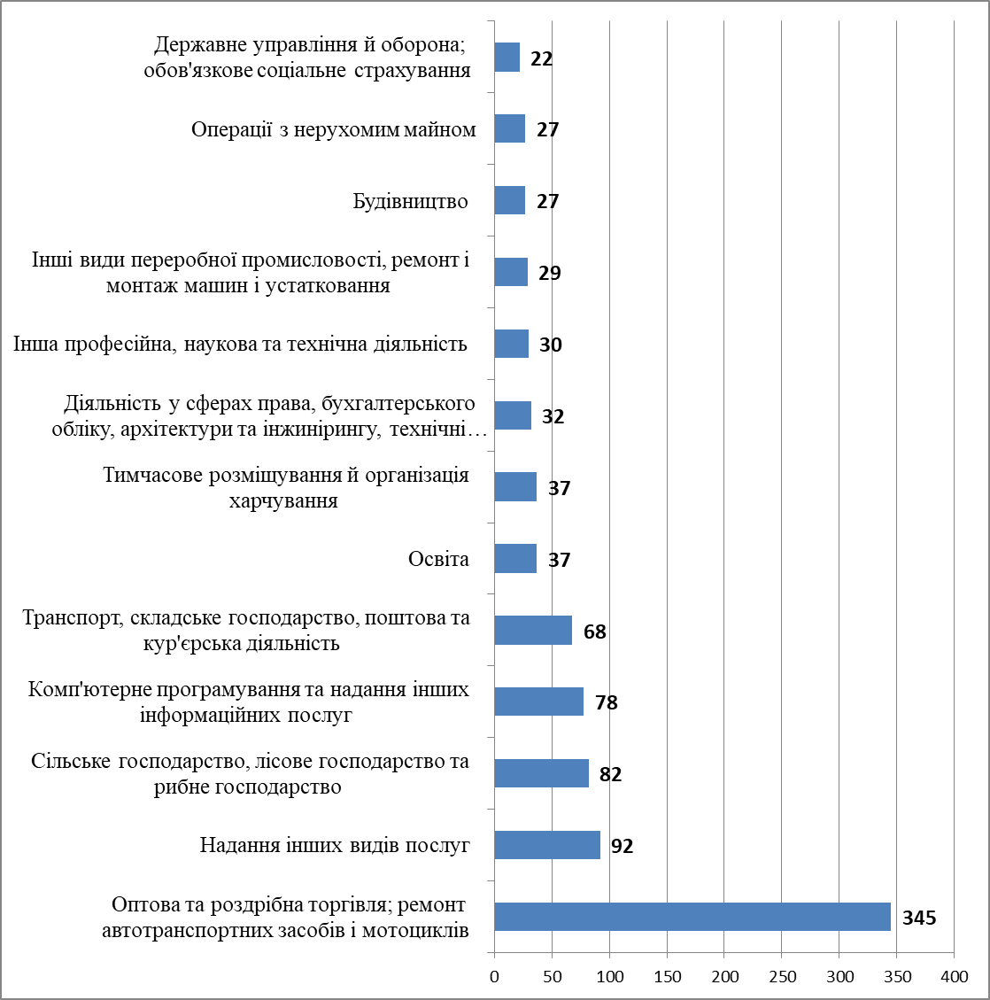 Державне управління й оборона;
обов'язкове соціальне страхування
22
Операції з нерухомим майном
27
Будівництво
27
Інші види переробної промисловості, ремонт і
монтаж машин і устатковання
29
Інша професійна, наукова та технічна діяльність
30
Діяльність у сферах права, бухгалтерського
обліку, архітектури та інжинірингу, технічні…
32
Тимчасове розміщування й організація
харчування
37
Освіта
37
Транспорт, складське господарство, поштова та
кур'єрська діяльність
68
Комп'ютерне програмування та надання інших
інформаційних послуг
78
Сільське господарство, лісове господарство та
рибне господарство
82
Надання інших видів послуг
92
Оптова та роздрібна торгівля; ремонт
автотранспортних засобів і мотоциклів
345
0 50 100 150 200 250 300 350 400